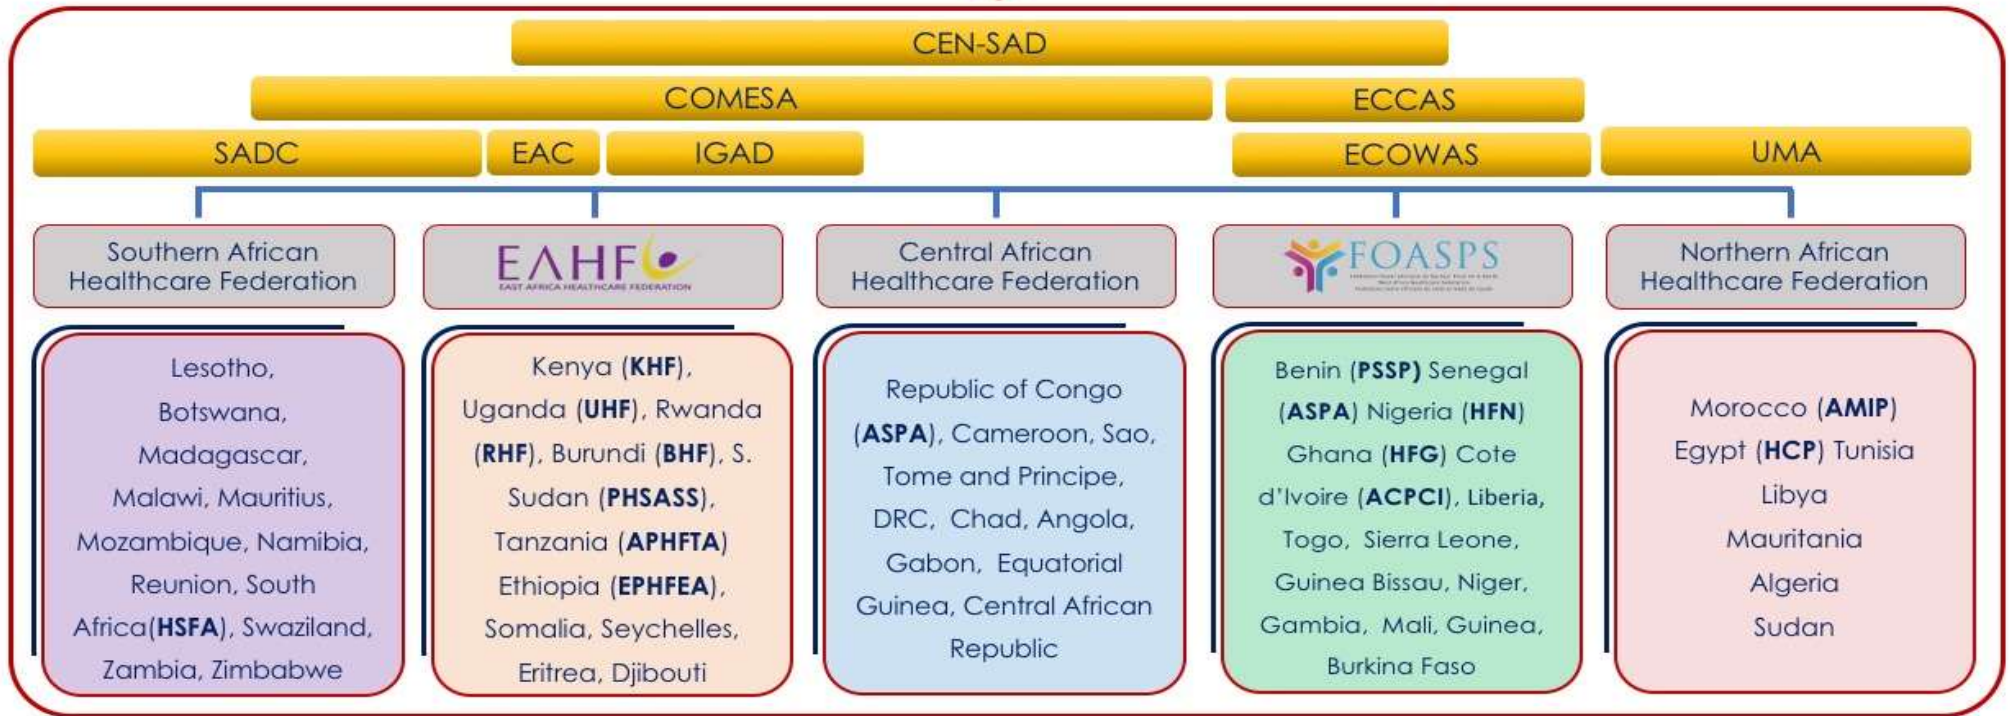 CEN-SAD
COMESA
ECCAS
SADC
EAC
IGAD
ECOWAS
UMA
Southern African
Healthcare Federation
EAHF
EAST AFRICA HEALTHCARE FEDERATION
Central African
Healthcare Federation
FOASPS
Northern African
Healthcare Federation
Lesotho,
Botswana,
Madagascar,
Malawi, Mauritius,
Mozambique, Namibia,
Reunion, South
Africa(HSFA), Swaziland,
Zambia, Zimbabwe
Kenya (KHF),
Uganda (UHF), Rwanda
(RHF), Burundi (BHF), S.
Sudan (PHSASS),
Tanzania (APHFTA)
Ethiopia (EPHFEA),
Somalia, Seychelles,
Eritrea, Djibouti
Republic of Congo
(ASPA), Cameroon, Sao,
Tome and Principe,
DRC, Chad, Angola,
Gabon, Equatorial
Guinea, Central African
Republic
Benin (PSSP) Senegal
(ASPA) Nigeria (HFN)
Ghana (HFG) Cote
d'Ivoire (ACPCI), Liberia,
Togo, Sierra Leone,
Guinea Bissau, Niger,
Gambia, Mali, Guinea,
Burkina Faso
Morocco (AMIP)
Egypt (HCP) Tunisia
Libya
Mauritania
Algeria
Sudan